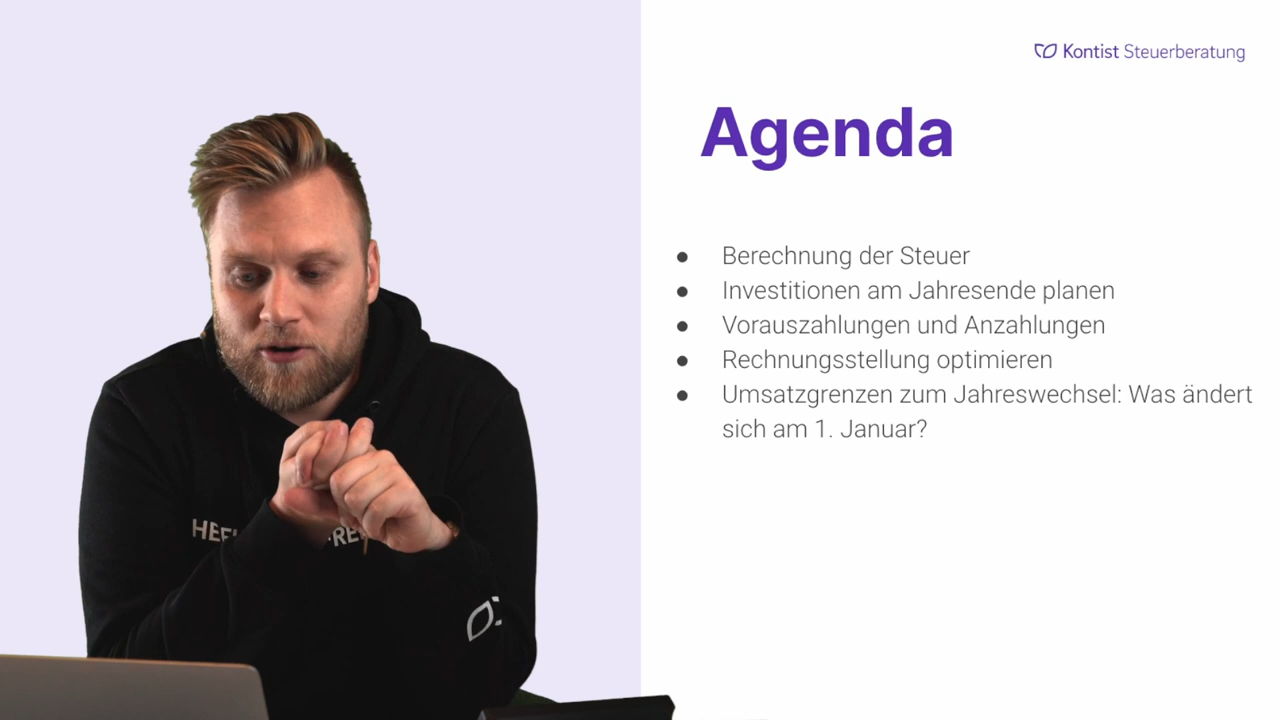 Kontist Steuerberatung
Agenda
● Berechnung der Steuer
● Investitionen am Jahresende planen
● Vorauszahlungen und Anzahlungen
● Rechnungsstellung optimieren
● Umsatzgrenzen zum Jahreswechsel: Was ändert
sich am 1. Januar?